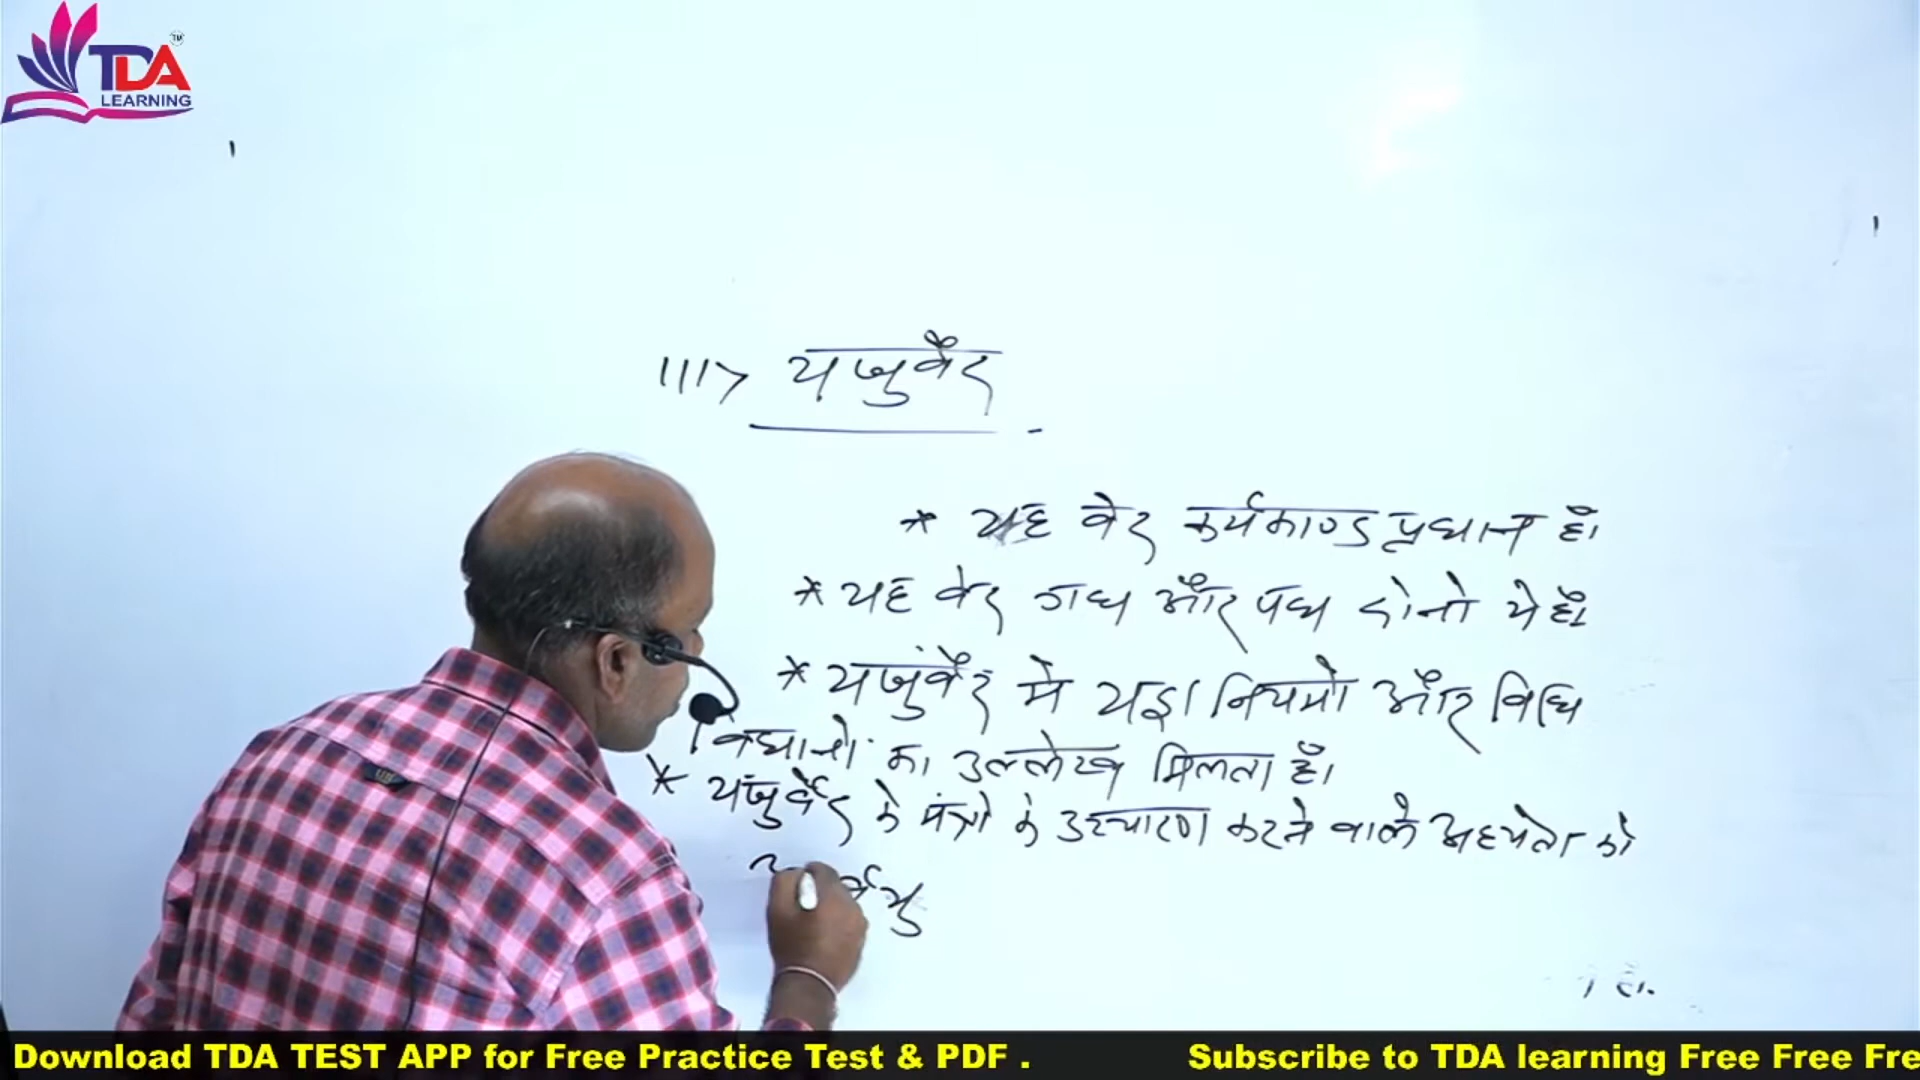 TDA
TM
LEARNING
111> यजुर्वेद
* यह वेद कर्मकाण्ड प्रधान है।
* यह वेद गद्य और पद्य दोनो मे है।
* यजुर्वेद मे यज्ञ नियमो और विधि
विधानो का उल्लेख मिलता है।
* यजुर्वेद के मंत्रो के उच्चारण करने वाले अध्येता को
Download TDA TEST APP for Free Practice Test & PDF . Subscribe to TDA learning Free Free Fre